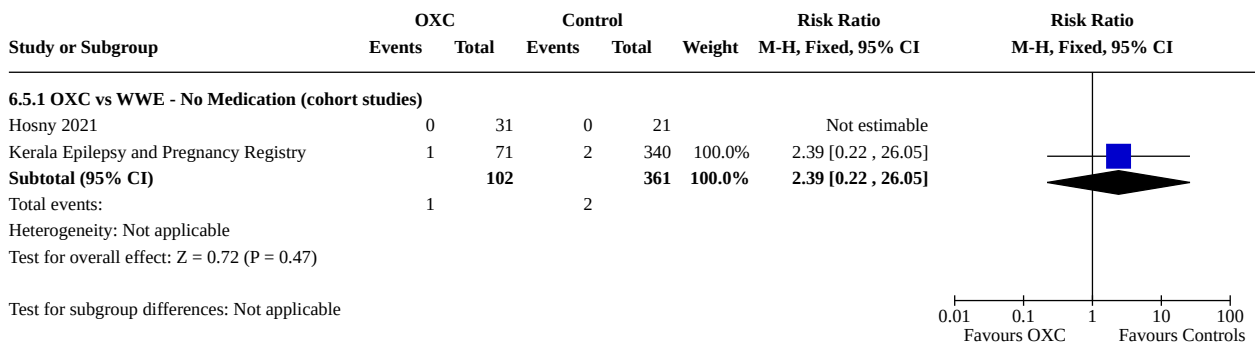 OXC Control Risk Ratio Risk Ratio
Study or Subgroup Events Total Events Total Weight M-H, Fixed, 95% CI M-H, Fixed, 95% CI
6.5.1 OXC vs WWE - No Medication (cohort studies)
Hosny 2021 0 31 0 21 Not estimable
Kerala Epilepsy and Pregnancy Registry 1 71 2 340 100.0% 2.39 [0.22 , 26.05]
Subtotal (95% CI) 102 361 100.0% 2.39 [0.22 , 26.05]
Total events: 1 2
Heterogeneity: Not applicable
Test for overall effect: Z = 0.72 (P = 0.47)
Test for subgroup differences: Not applicable
0.01 0.1 1 10 100
Favours OXC Favours Controls